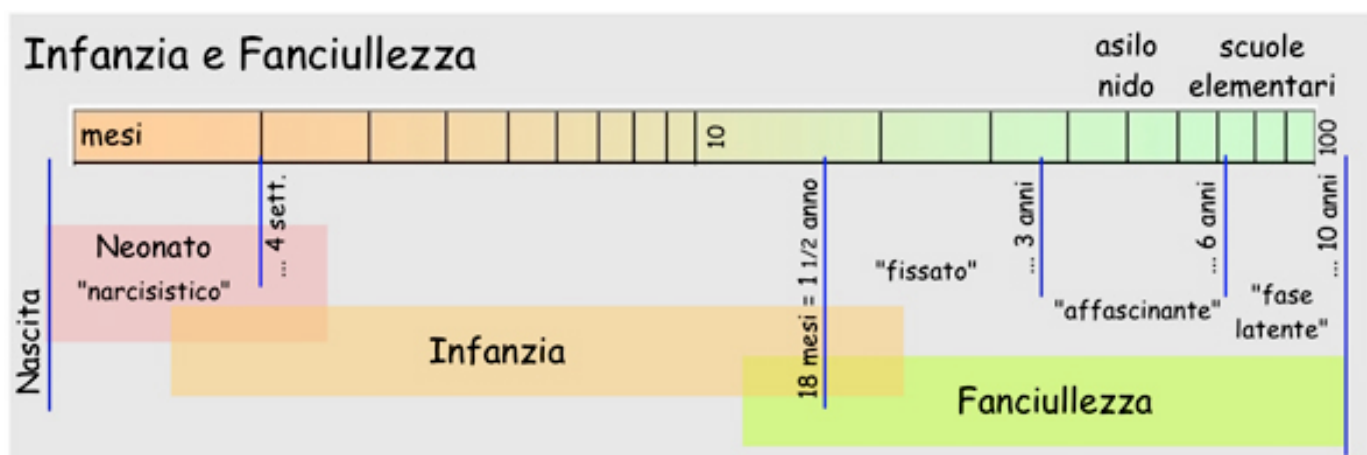 Infanzia e Fanciullezza
asilo
nido
scuole
elementari
mesi
10
100
Nascita
Neonato
"narcisistico"
... 4 sett.
18 mesi = 1 1/2 anno
"fissato"
... 3 anni
"affascinante"
... 6 anni
"fase
latente"
... 10 anni
Infanzia
Fanciullezza